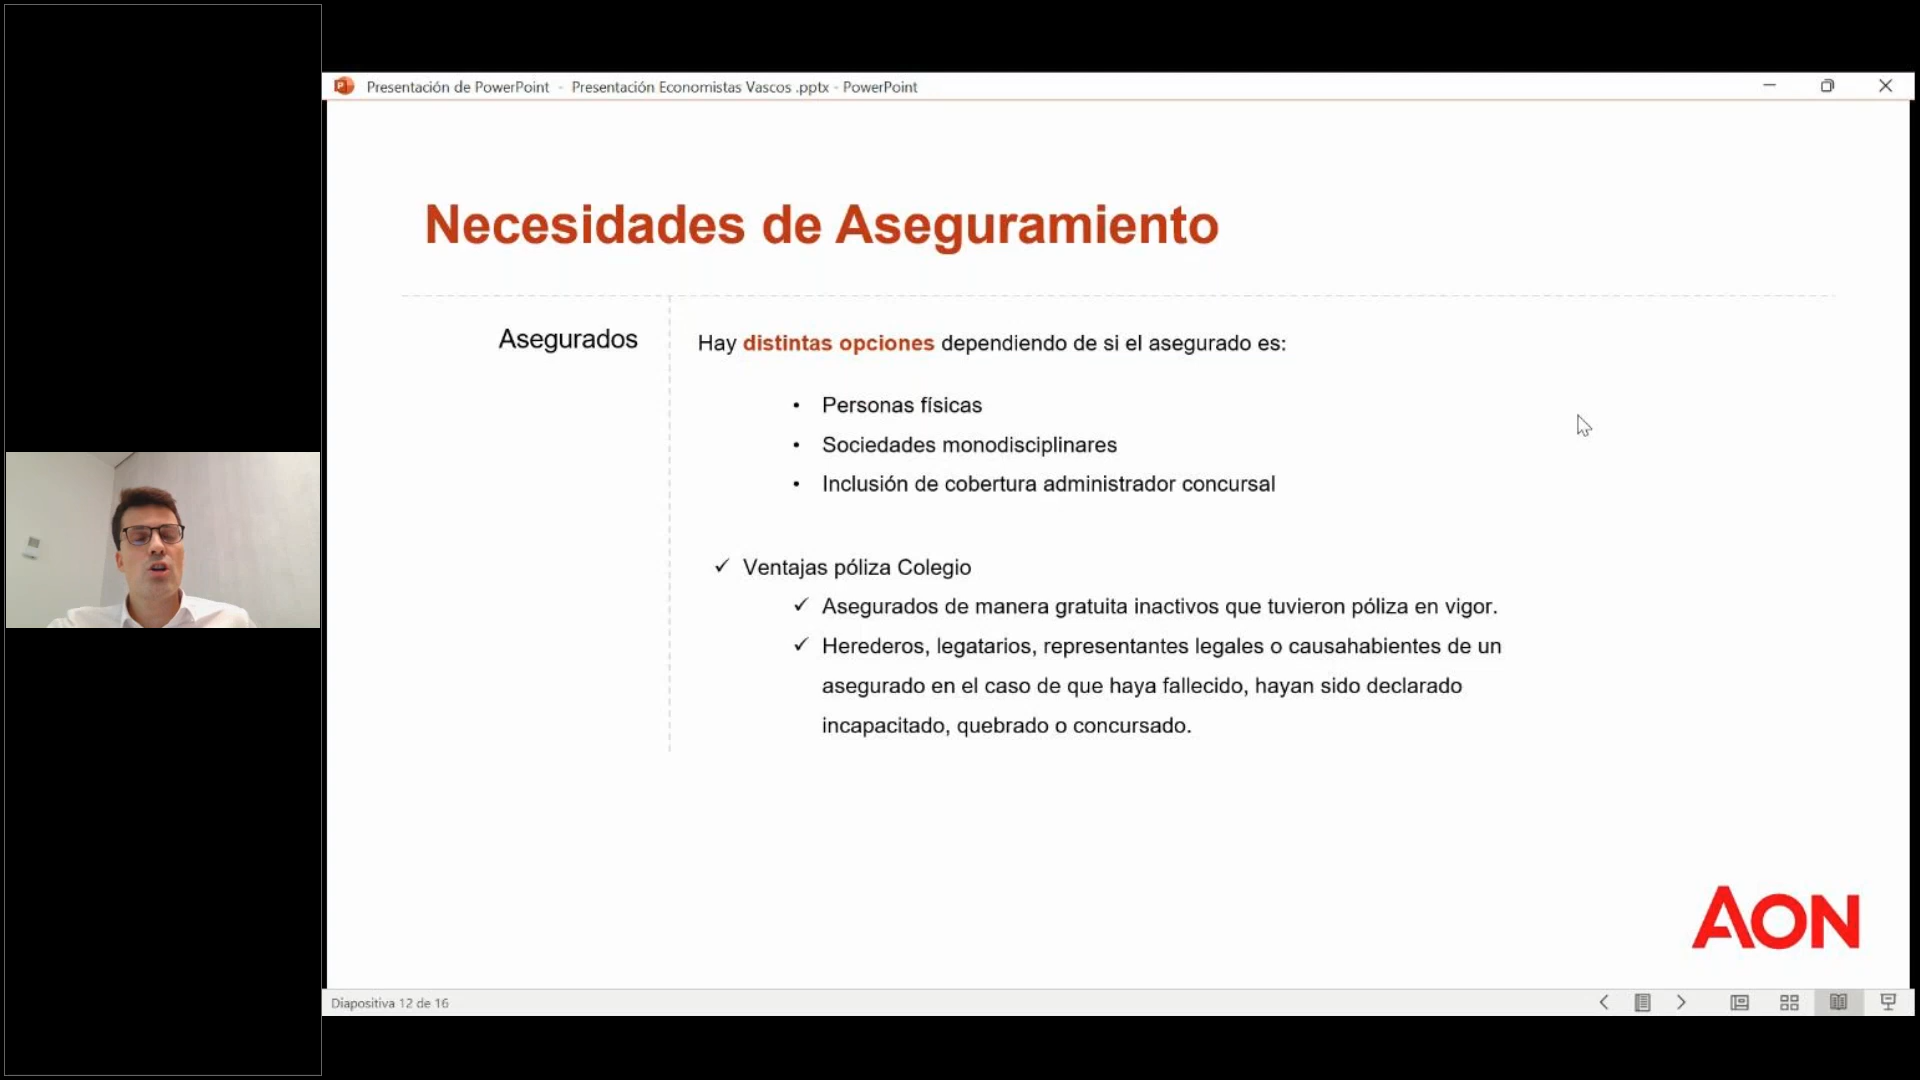 Presentación de PowerPoint - Presentación Economistas Vascos .pptx - PowerPoint
Necesidades de Aseguramiento
Asegurados
Hay distintas opciones dependiendo de si el asegurado es:
• Personas físicas
• Sociedades monodisciplinares
• Inclusión de cobertura administrador concursal
✓ Ventajas póliza Colegio
✓ Asegurados de manera gratuita inactivos que tuvieron póliza en vigor.
✓ Herederos, legatarios, representantes legales o causahabientes de un
asegurado en el caso de que haya fallecido, hayan sido declarado
incapacitado, quebrado o concursado.
AON
Diapositiva 12 de 16